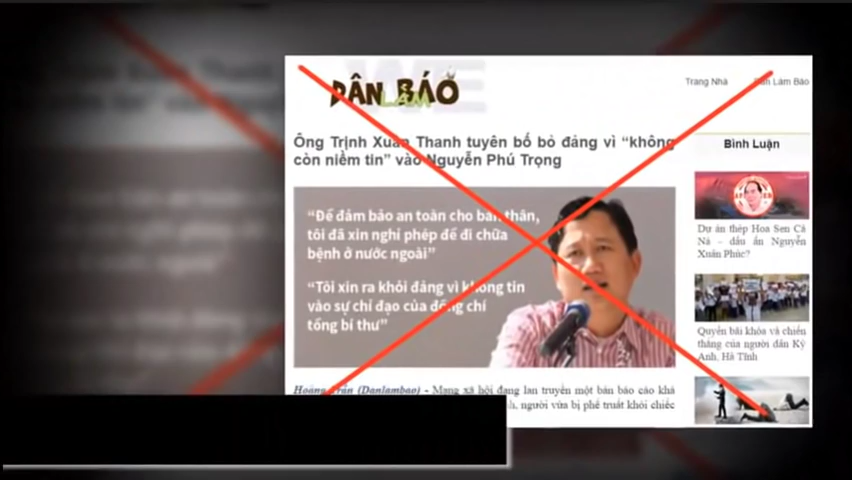 DÂN LÀM BÁO
Trang Nhà
Dân Làm Báo
Ông Trịnh Xuân Thanh tuyên bố bỏ đảng vì “không
còn niềm tin” vào Nguyễn Phú Trọng
“Để đảm bảo an toàn cho bản thân,
tôi đã xin nghỉ phép để đi chữa
bệnh ở nước ngoài”
“Tôi xin ra khỏi đảng vì không tin
vào sự chỉ đạo của đồng chí
tổng bí thư”
Hoàng Trần (Danlambao) - Mạng xã hội đang lan truyền một bản báo cáo khá
người vừa bị phế truất khỏi chiếc
Bình Luận
Dự án thép Hoa Sen Cà
Ná – dấu ấn Nguyễn
Xuân Phúc?
Quyền bãi khóa và chiến
thắng của người dân Kỳ
Anh, Hà Tĩnh